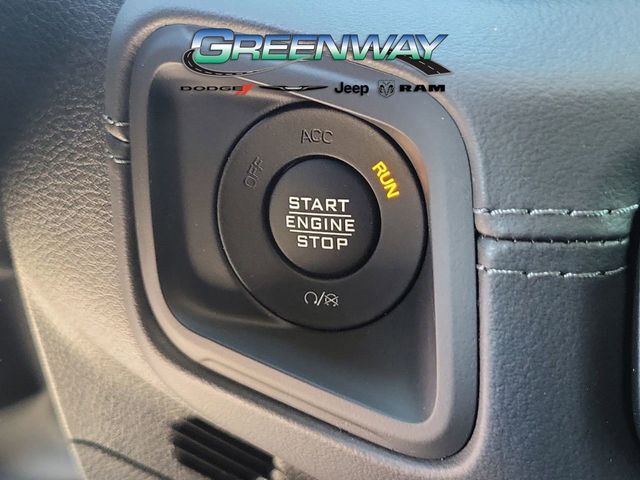 GREENWAY
DODGE Jeep RAM
ACC
OFF
RUN
START
ENGINE
STOP